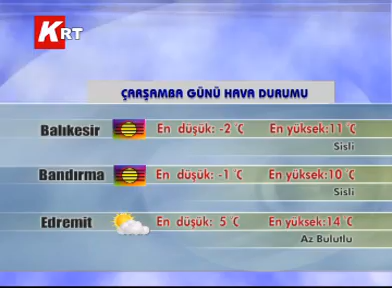 KRT
ÇARŞAMBA GÜNÜ HAVA DURUMU
Balıkesir En düşük: -2 °C En yüksek:11°C
Sisli
Bandırma En düşük: -1 °C En yüksek:10°C
Sisli
Edremit En düşük: 5 °C En yüksek:14°C
Az Bulutlu